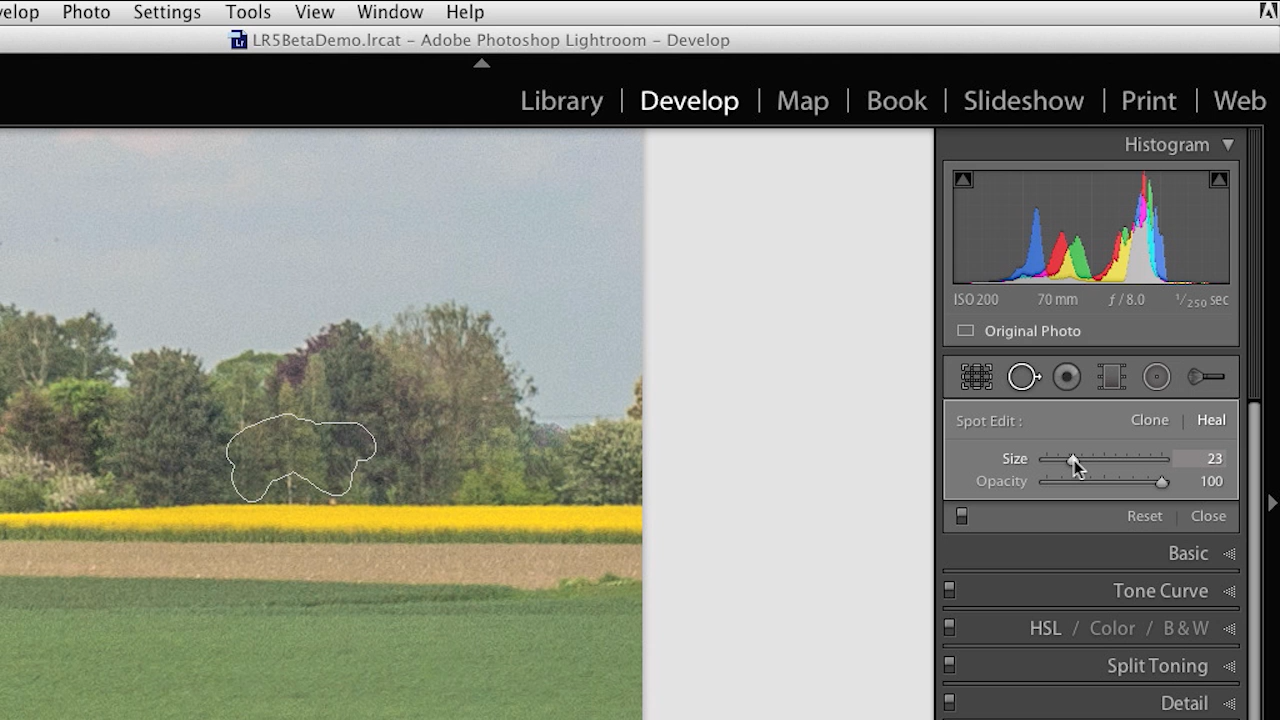 velop Photo Settings Tools View Window Help
Lr LR5BetaDemo.lrcat – Adobe Photoshop Lightroom – Develop
Library | Develop | Map | Book | Slideshow | Print | Web
Histogram
ISO 200 70 mm ƒ / 8.0 1/250 sec
Original Photo
Spot Edit : Clone | Heal
Size 23
Opacity 100
Reset | Close
Basic
Tone Curve
HSL / Color / B & W
Split Toning
Detail